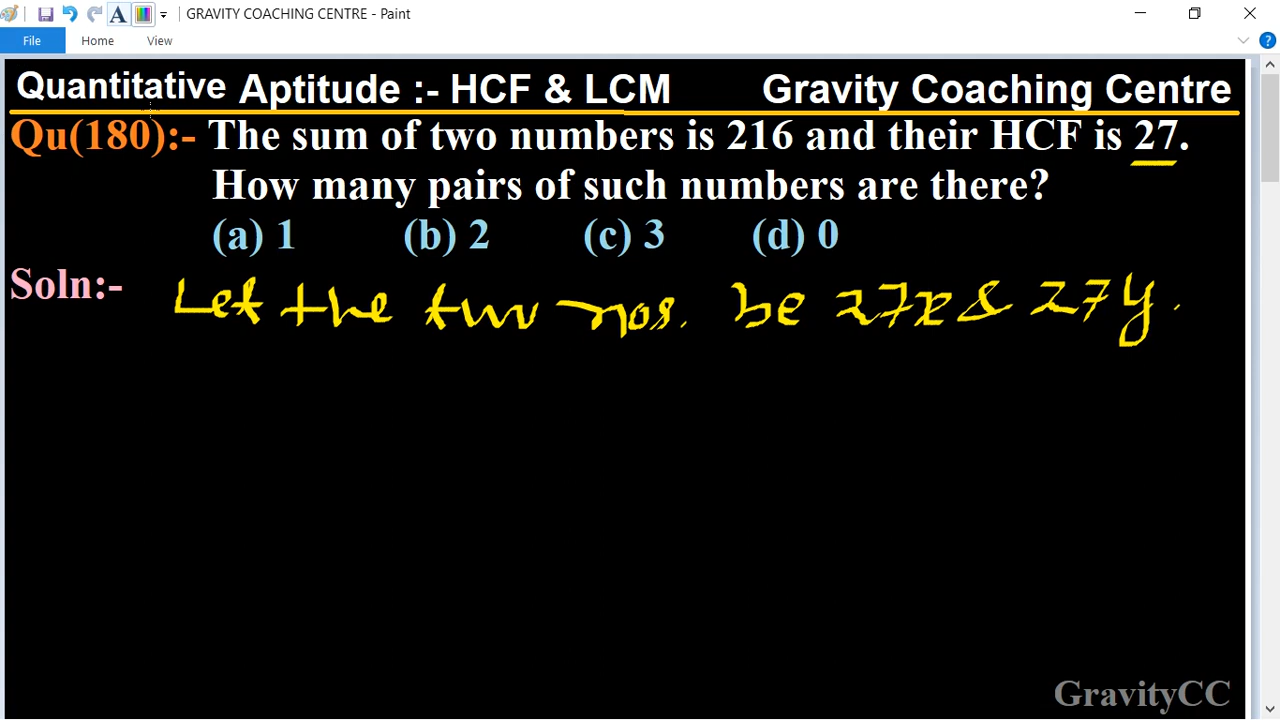 GRAVITY COACHING CENTRE - Paint
File Home View
Quantitative Aptitude :- HCF & LCM Gravity Coaching Centre
Qu(180):- The sum of two numbers is 216 and their HCF is 27.
How many pairs of such numbers are there?
(a) 1 (b) 2 (c) 3 (d) 0
Soln:- Let the two nos. be 27x & 27y.
GravityCC